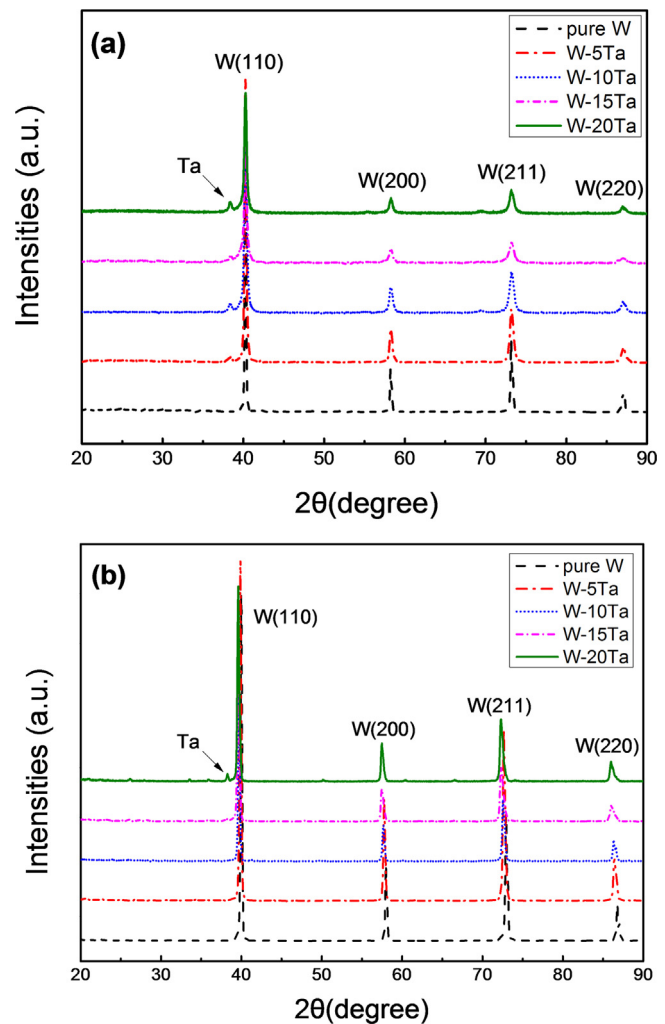 (a)
W(110)
Ta
W(200)
W(211)
W(220)
pure W
W-5Ta
W-10Ta
W-15Ta
W-20Ta
Intensities (a.u.)
20 30 40 50 60 70 80 90
2θ(degree)
(b)
W(110)
Ta
W(200)
W(211)
W(220)
pure W
W-5Ta
W-10Ta
W-15Ta
W-20Ta
Intensities (a.u.)
20 30 40 50 60 70 80 90
2θ(degree)